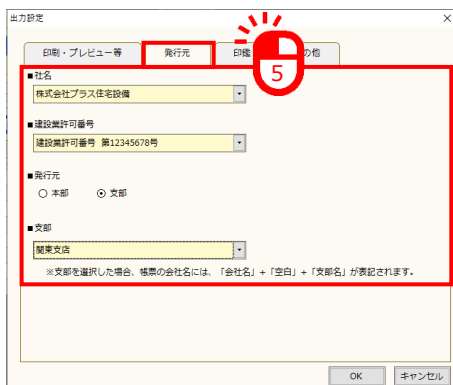 出力設定
印刷・プレビュー等
発行元
印鑑
の他
5
■社名
株式会社プラス住宅設備
■建設業許可番号
建設業許可番号 第12345678号
■発行元
本部
支部
■支部
関東支店
※支部を選択した場合、帳票の会社名には、「会社名」+「空白」+「支部名」が表記されます。
OK
キャンセル